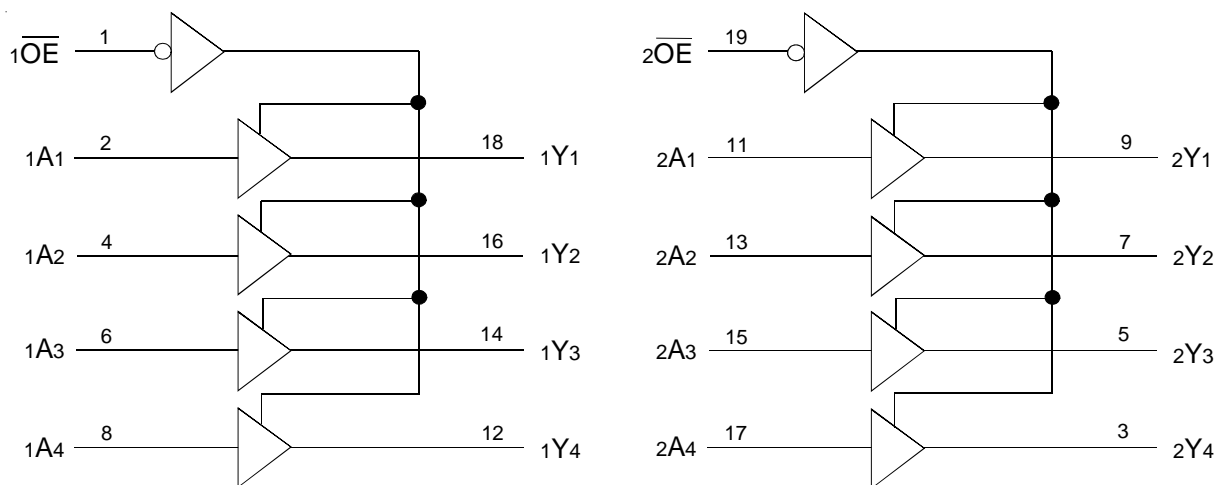 1OE 1 2OE 19
1A1 2 18 1Y1 2A1 11 9 2Y1
1A2 4 16 1Y2 2A2 13 7 2Y2
1A3 6 14 1Y3 2A3 15 5 2Y3
1A4 8 12 1Y4 2A4 17 3 2Y4